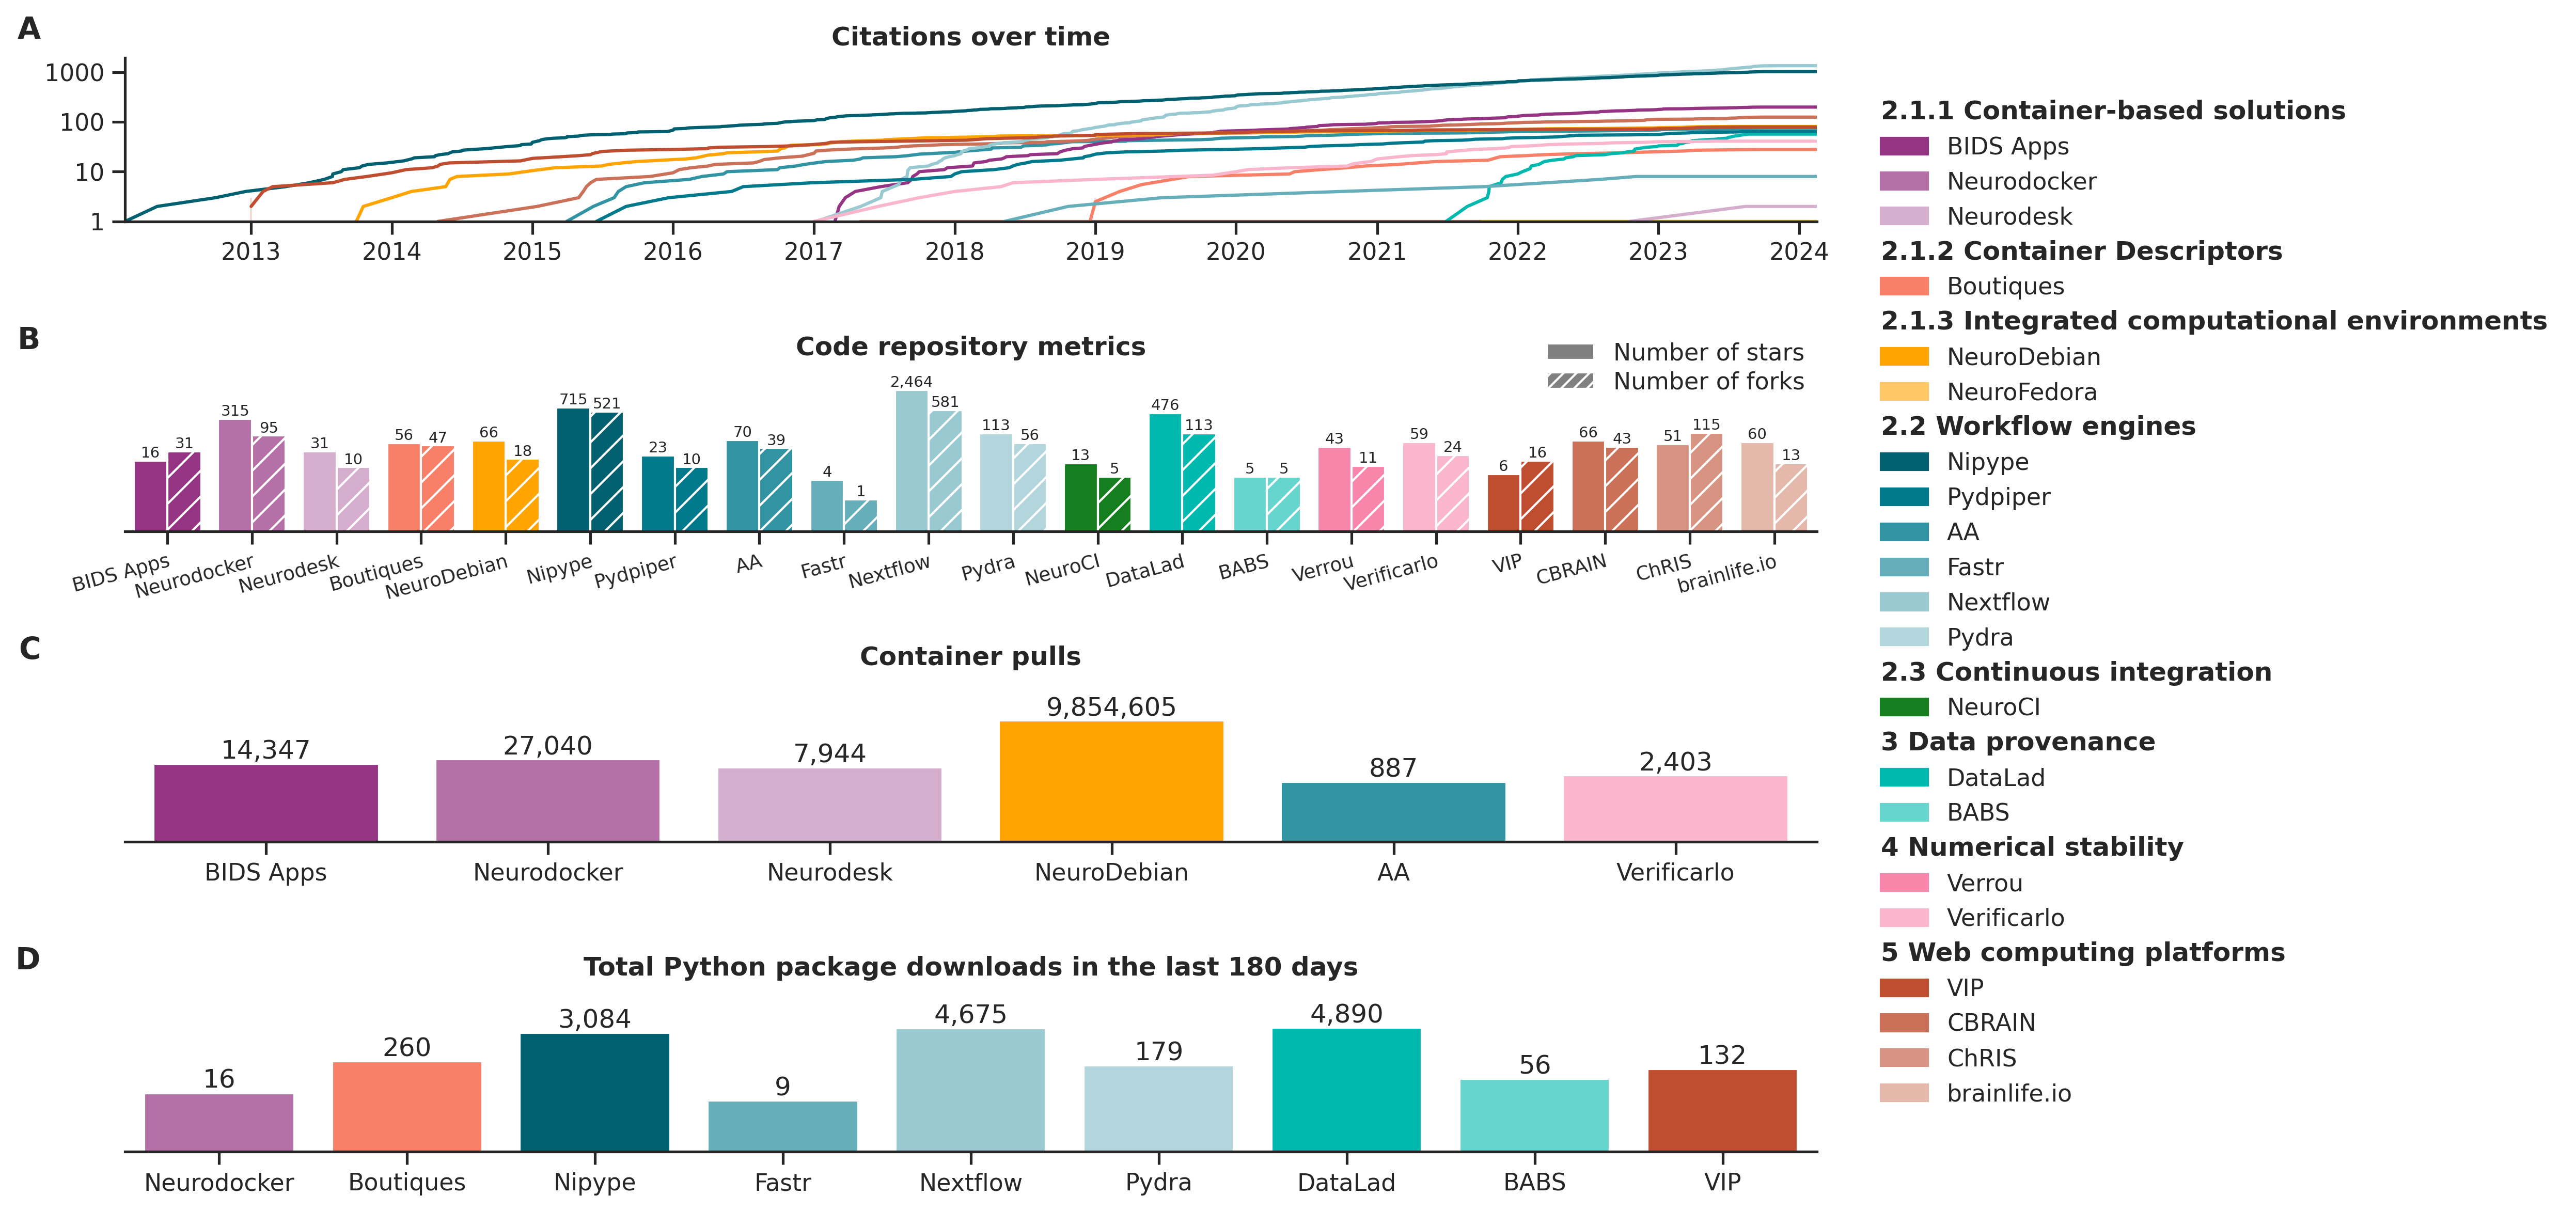 A
Citations over time
1000
100
10
1
2013 2014 2015 2016 2017 2018 2019 2020 2021 2022 2023 2024
B
Code repository metrics
Number of stars
Number of forks
16 31 315 95 31 10 56 47 66 18 715 521 23 10 70 39 4 1 2,464 581 113 56 13 5 476 113 5 5 43 11 59 24 6 16 66 43 51 115 60 13
BIDS Apps Neurodocker Neurodesk Boutiques NeuroDebian Nipype Pydpiper AA Fastr Nextflow Pydra NeuroCI DataLad BABS Verrou Verificarlo VIP CBRAIN ChRIS brainlife.io
C
Container pulls
14,347 27,040 7,944 9,854,605 887 2,403
BIDS Apps Neurodocker Neurodesk NeuroDebian AA Verificarlo
D
Total Python package downloads in the last 180 days
16 260 3,084 9 4,675 179 4,890 56 132
Neurodocker Boutiques Nipype Fastr Nextflow Pydra DataLad BABS VIP
2.1.1 Container-based solutions
BIDS Apps
Neurodocker
Neurodesk
2.1.2 Container Descriptors
Boutiques
2.1.3 Integrated computational environments
NeuroDebian
NeuroFedora
2.2 Workflow engines
Nipype
Pydpiper
AA
Fastr
Nextflow
Pydra
2.3 Continuous integration
NeuroCI
3 Data provenance
DataLad
BABS
4 Numerical stability
Verrou
Verificarlo
5 Web computing platforms
VIP
CBRAIN
ChRIS
brainlife.io